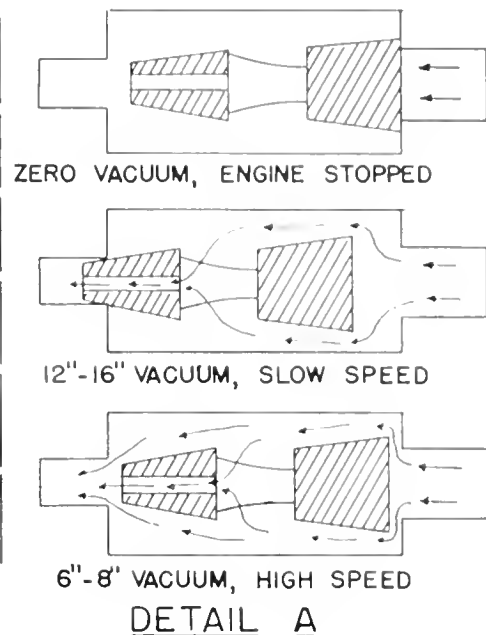 ZERO VACUUM, ENGINE STOPPED
12"-16" VACUUM, SLOW SPEED
6"-8" VACUUM, HIGH SPEED
DETAIL A